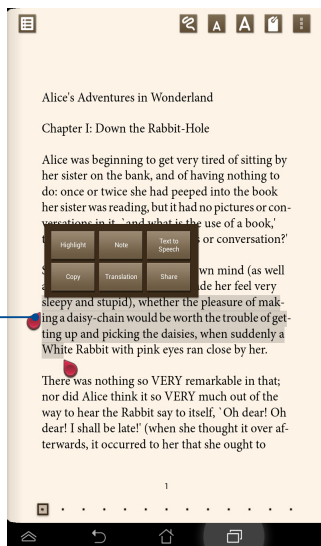 A A
Alice's Adventures in Wonderland
Chapter I: Down the Rabbit-Hole
Alice was beginning to get very tired of sitting by
her sister on the bank, and of having nothing to
do: once or twice she had peeped into the book
her sister was reading, but it had no pictures or con-
versations in it, `and what is the use of a book,'
or conversation?'
Highlight Note Text to
Speech
Copy Translation Share
wn mind (as well
de her feel very
sleepy and stupid), whether the pleasure of mak-
ing a daisy-chain would be worth the trouble of get-
ting up and picking the daisies, when suddenly a
White Rabbit with pink eyes ran close by her.
There was nothing so VERY remarkable in that;
nor did Alice think it so VERY much out of the
way to hear the Rabbit say to itself, `Oh dear! Oh
dear! I shall be late!' (when she thought it over af-
terwards, it occurred to her that she ought to
1